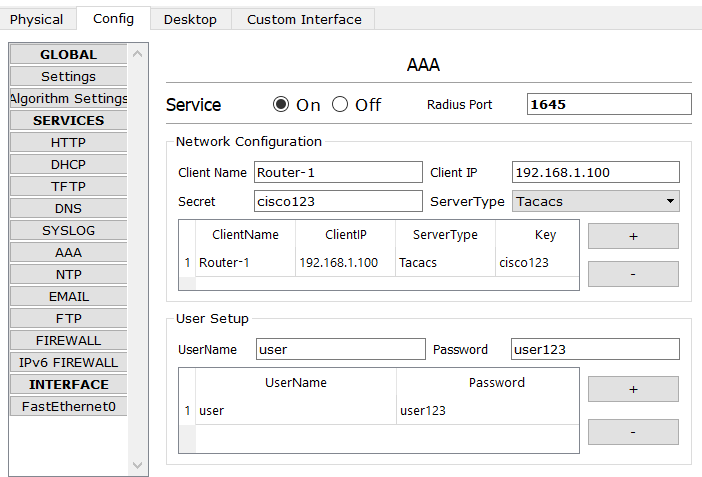 Physical Config Desktop Custom Interface
GLOBAL
Settings
Algorithm Settings
SERVICES
HTTP
DHCP
TFTP
DNS
SYSLOG
AAA
NTP
EMAIL
FTP
FIREWALL
IPv6 FIREWALL
INTERFACE
FastEthernet0
AAA
Service On Off Radius Port 1645
Network Configuration
Client Name Router-1 Client IP 192.168.1.100
Secret cisco123 ServerType Tacacs
ClientName ClientIP ServerType Key
1 Router-1 192.168.1.100 Tacacs cisco123
+
-
User Setup
UserName user Password user123
UserName Password
1 user user123
+
-